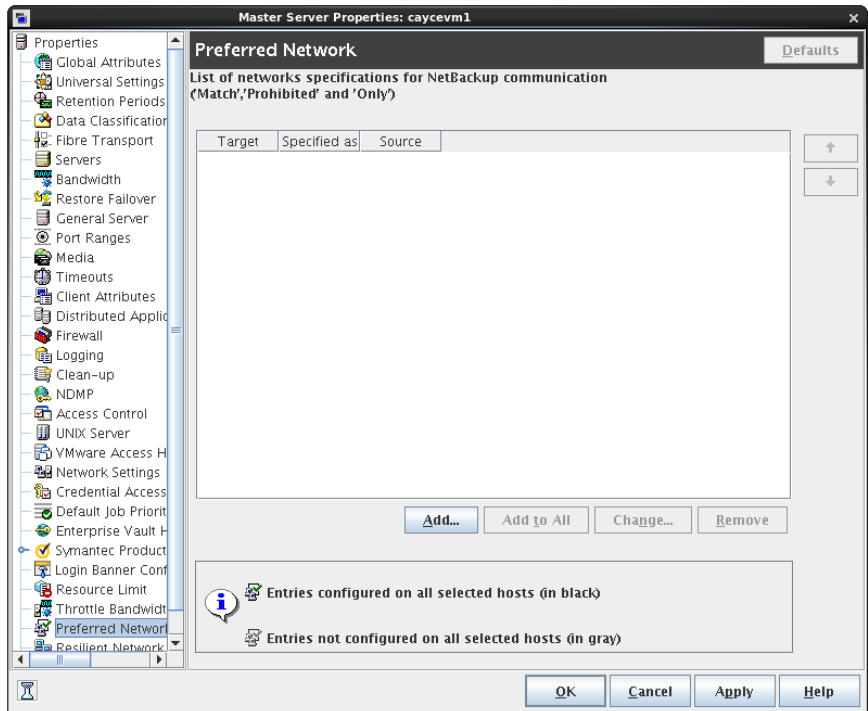 Master Server Properties: caycevm1
Properties
Global Attributes
Universal Settings
Retention Periods
Data Classification
Fibre Transport
Servers
Bandwidth
Restore Failover
General Server
Port Ranges
Media
Timeouts
Client Attributes
Distributed Applic
Firewall
Logging
Clean-up
NDMP
Access Control
UNIX Server
VMware Access H
Network Settings
Credential Access
Default Job Priorit
Enterprise Vault H
Symantec Product
Login Banner Conf
Resource Limit
Throttle Bandwidt
Preferred Networl
Resilient Network
Preferred Network
Defaults
List of networks specifications for NetBackup communication
('Match','Prohibited' and 'Only')
Target Specified as Source
Add... Add to All Change... Remove
Entries configured on all selected hosts (in black)
Entries not configured on all selected hosts (in gray)
OK Cancel Apply Help